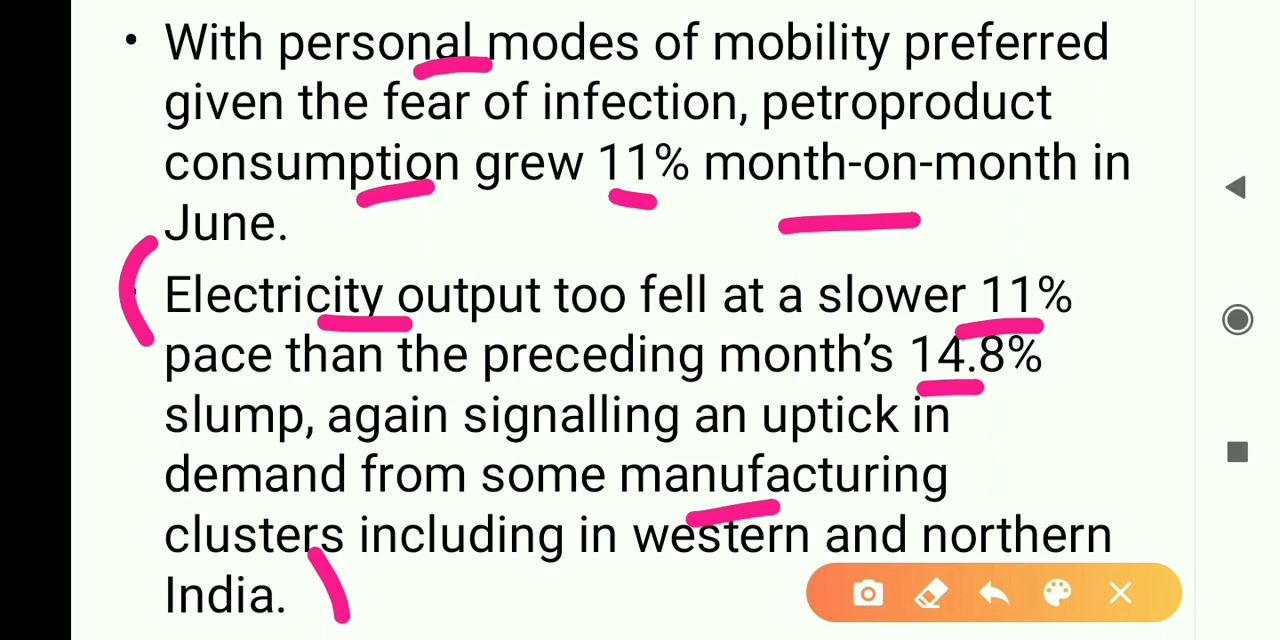 • With personal modes of mobility preferred
given the fear of infection, petroproduct
consumption grew 11% month-on-month in
June.
• Electricity output too fell at a slower 11%
pace than the preceding month’s 14.8%
slump, again signalling an uptick in
demand from some manufacturing
clusters including in western and northern
India.